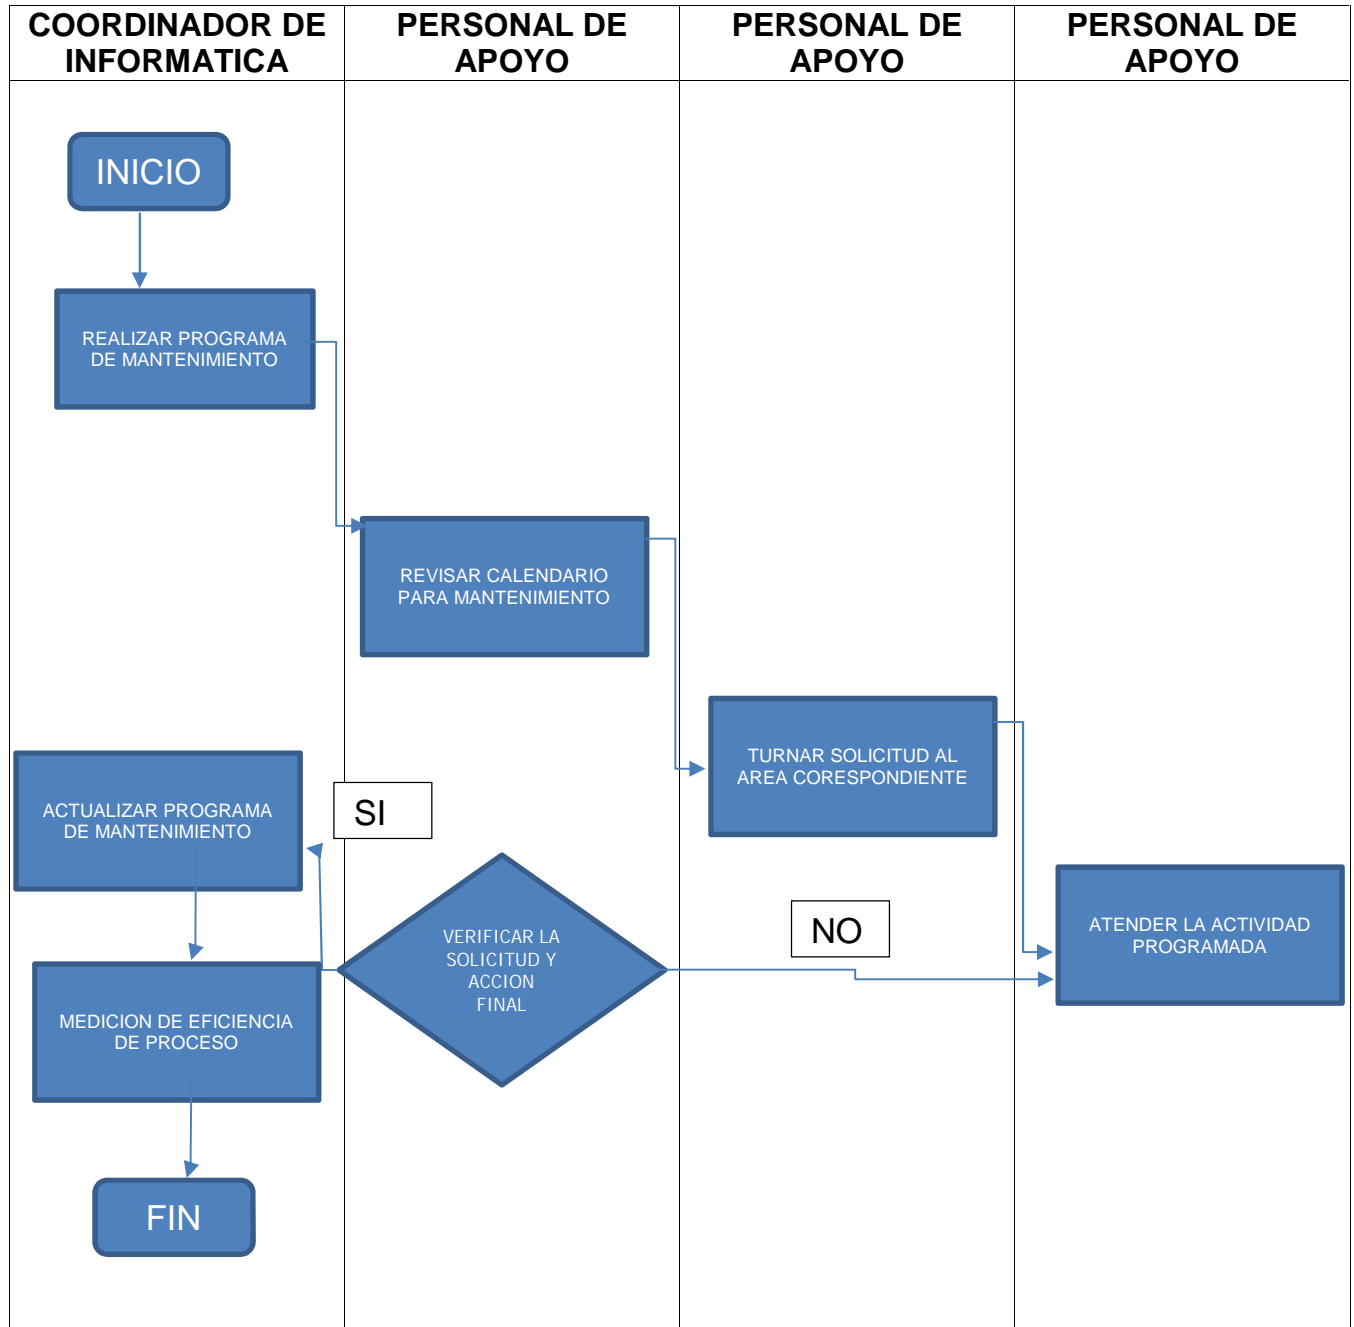 COORDINADOR DE
INFORMATICA
PERSONAL DE
APOYO
PERSONAL DE
APOYO
PERSONAL DE
APOYO
INICIO
REALIZAR PROGRAMA
DE MANTENIMIENTO
REVISAR CALENDARIO
PARA MANTENIMIENTO
TURNAR SOLICITUD AL
AREA CORESPONDIENTE
ACTUALIZAR PROGRAMA
DE MANTENIMIENTO
SI
VERIFICAR LA
SOLICITUD Y
ACCION
FINAL
NO
ATENDER LA ACTIVIDAD
PROGRAMADA
MEDICION DE EFICIENCIA
DE PROCESO
FIN